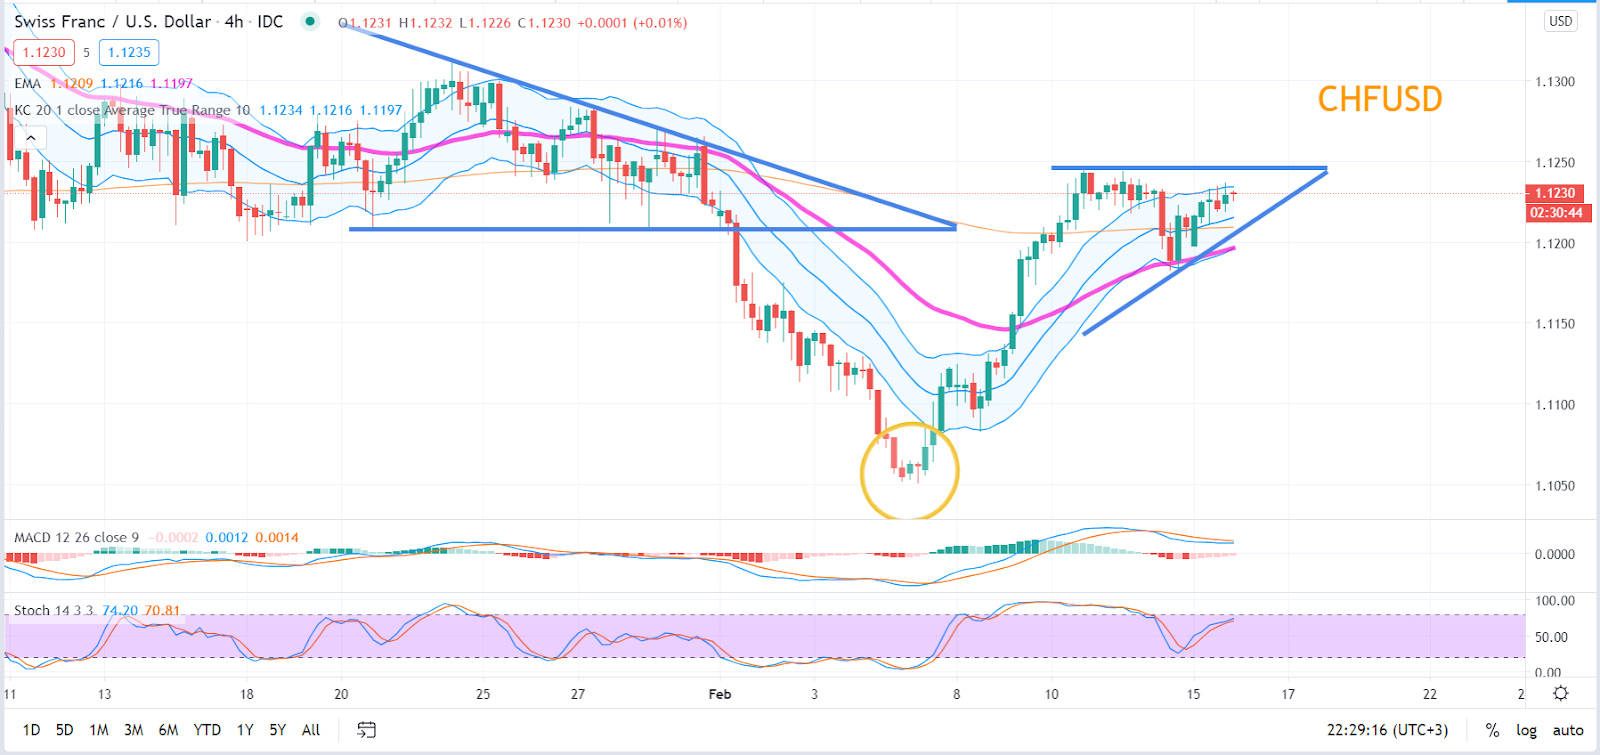 Swiss Franc / U.S. Dollar · 4h · IDC O1.1231 H1.1232 L1.1226 C1.1230 +0.0001 (+0.01%)
USD
1.1230 5 1.1235
EMA 1.1209 1.1216 1.1197
KC 20 1 close Average True Range 10 1.1234 1.1216 1.1197
CHFUSD
1.1300
1.1250
1.1230
02:30:44
1.1200
1.1150
1.1100
1.1050
MACD 12 26 close 9 -0.0002 0.0012 0.0014
0.0000
Stoch 14 3 3 74.20 70.81
100.00
50.00
0.00
11 13 18 20 25 27 Feb 3 8 10 15 17 22 2
1D 5D 1M 3M 6M YTD 1Y 5Y All 22:29:16 (UTC+3) % log auto